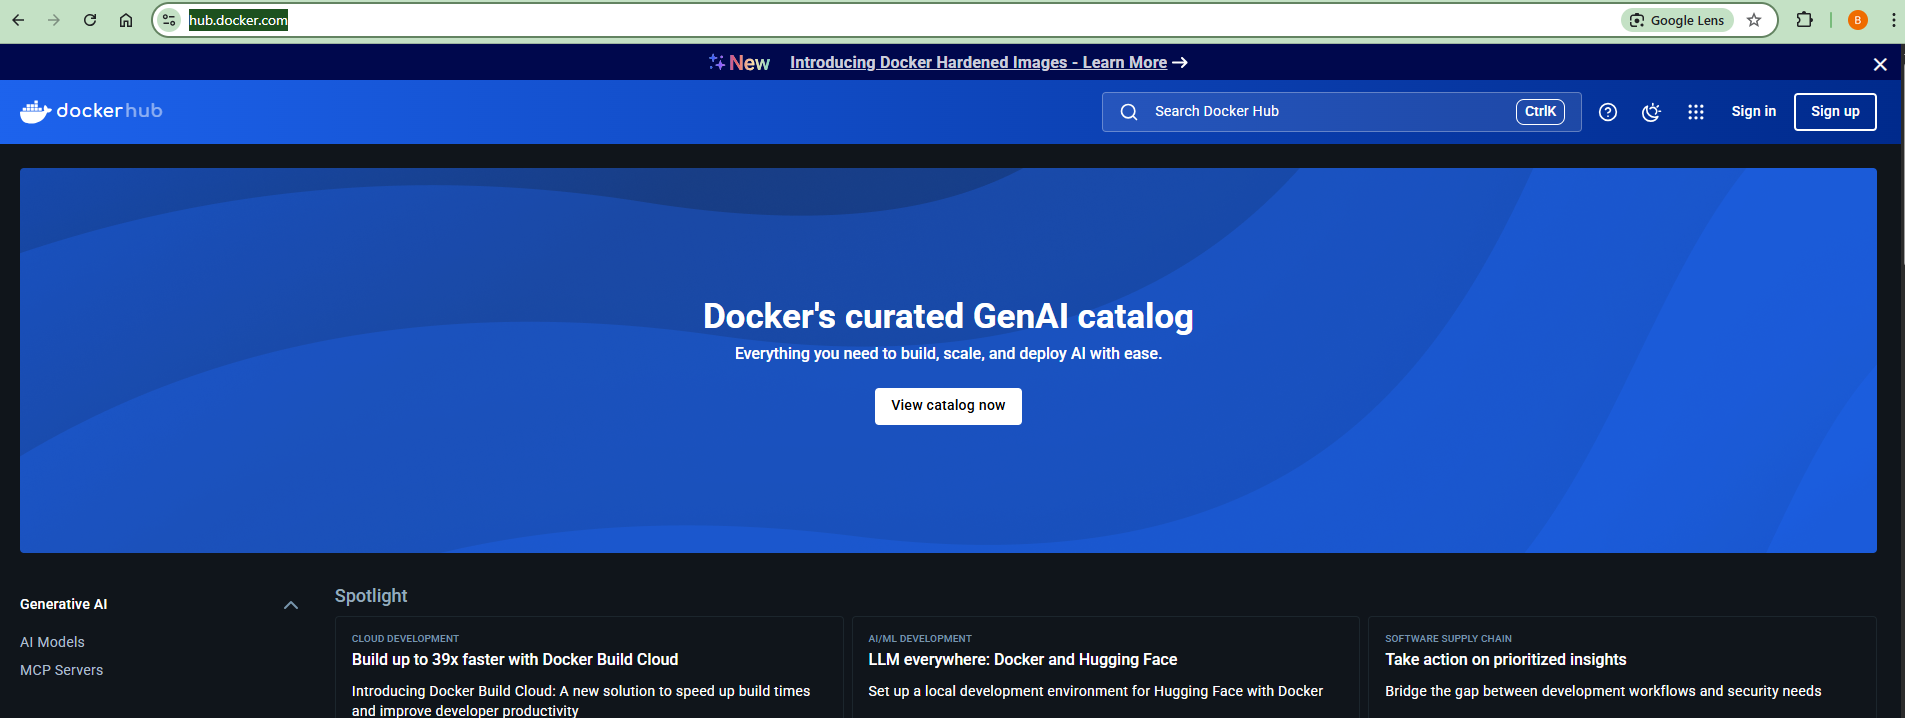 hub.docker.com
Google Lens
B
New Introducing Docker Hardened Images - Learn More
dockerhub
Search Docker Hub
CtrlK
Sign in
Sign up
Docker's curated GenAI catalog
Everything you need to build, scale, and deploy AI with ease.
View catalog now
Generative AI
AI Models
MCP Servers
Spotlight
CLOUD DEVELOPMENT
Build up to 39x faster with Docker Build Cloud
Introducing Docker Build Cloud: A new solution to speed up build times
and improve developer productivity
AI/ML DEVELOPMENT
LLM everywhere: Docker and Hugging Face
Set up a local development environment for Hugging Face with Docker
SOFTWARE SUPPLY CHAIN
Take action on prioritized insights
Bridge the gap between development workflows and security needs